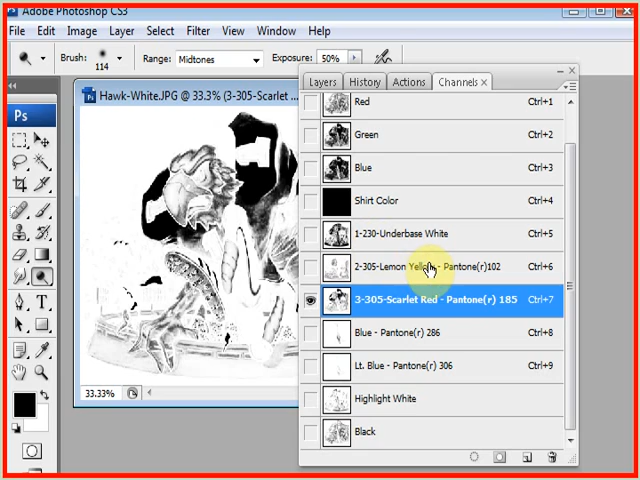 Adobe Photoshop CS3
File Edit Image Layer Select Filter View Window Help
Brush: 114 Range: Midtones Exposure: 50%
Hawk-White.JPG @ 33.3% (3-305-Scarlet ...
Layers History Actions Channels ×
Ps
Red Ctrl+1
Green Ctrl+2
Blue Ctrl+3
Shirt Color Ctrl+4
1-230-Underbase White Ctrl+5
2-305-Lemon Yellow - Pantone(r)102 Ctrl+6
3-305-Scarlet Red - Pantone(r) 185 Ctrl+7
Blue - Pantone(r) 286 Ctrl+8
Lt. Blue - Pantone(r) 306 Ctrl+9
Highlight White
Black
33.33%
T